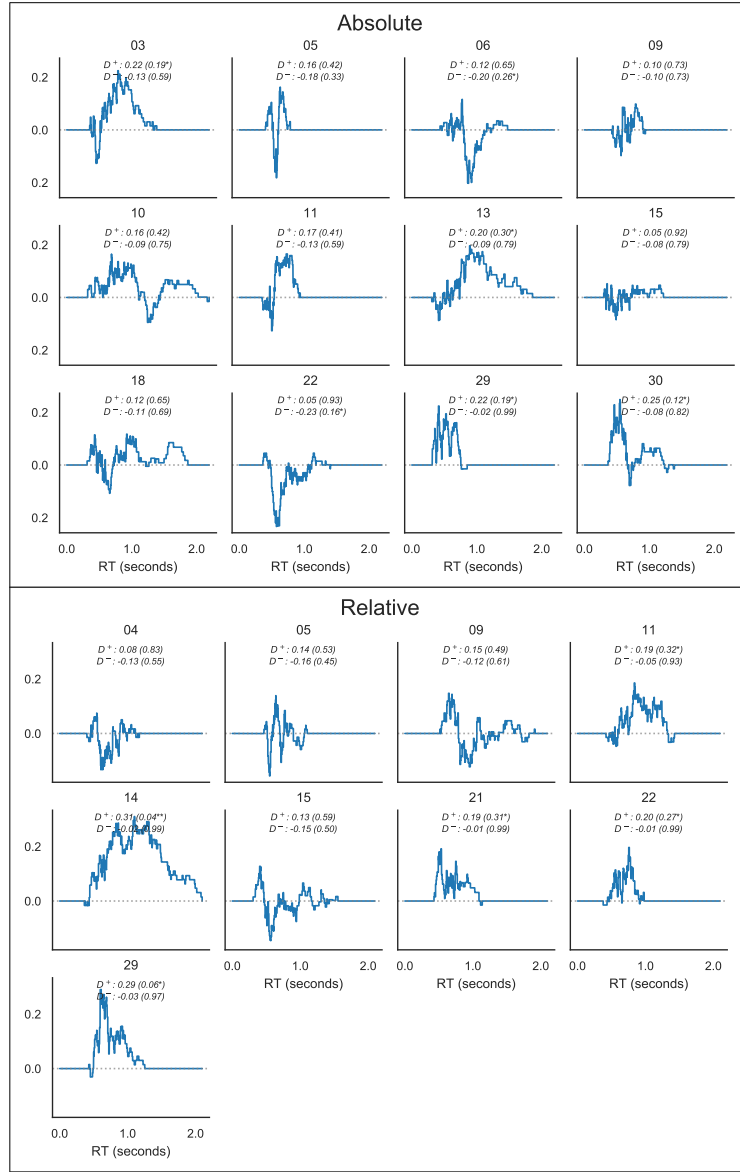 Absolute
03 05 06 09
D⁺: 0.22 (0.19*) D⁺: 0.16 (0.42) D⁺: 0.12 (0.65) D⁺: 0.10 (0.73)
D⁻: -0.13 (0.59) D⁻: -0.18 (0.33) D⁻: -0.20 (0.26*) D⁻: -0.10 (0.73)
0.2
0.0
0.2
10 11 13 15
D⁺: 0.16 (0.42) D⁺: 0.17 (0.41) D⁺: 0.20 (0.30*) D⁺: 0.05 (0.92)
D⁻: -0.09 (0.75) D⁻: -0.13 (0.59) D⁻: -0.09 (0.79) D⁻: -0.08 (0.79)
0.2
0.0
0.2
18 22 29 30
D⁺: 0.12 (0.65) D⁺: 0.05 (0.93) D⁺: 0.22 (0.19*) D⁺: 0.25 (0.12*)
D⁻: -0.11 (0.69) D⁻: -0.23 (0.16*) D⁻: -0.02 (0.99) D⁻: -0.08 (0.82)
0.2
0.0
0.2
0.0 1.0 2.0 0.0 1.0 2.0 0.0 1.0 2.0 0.0 1.0 2.0
RT (seconds) RT (seconds) RT (seconds) RT (seconds)
Relative
04 05 09 11
D⁺: 0.08 (0.83) D⁺: 0.14 (0.53) D⁺: 0.15 (0.49) D⁺: 0.19 (0.32*)
D⁻: -0.13 (0.55) D⁻: -0.16 (0.45) D⁻: -0.12 (0.61) D⁻: -0.05 (0.93)
0.2
0.0
14 15 21 22
D⁺: 0.31 (0.04**) D⁺: 0.13 (0.59) D⁺: 0.19 (0.31*) D⁺: 0.20 (0.27*)
D⁻: (0.99) D⁻: -0.15 (0.50) D⁻: -0.01 (0.99) D⁻: -0.01 (0.99)
0.2
0.0
0.0 1.0 2.0 0.0 1.0 2.0 0.0 1.0 2.0
RT (seconds) RT (seconds) RT (seconds)
29
D⁺: 0.29 (0.06*)
D⁻: -0.03 (0.97)
0.2
0.0
0.0 1.0 2.0
RT (seconds)